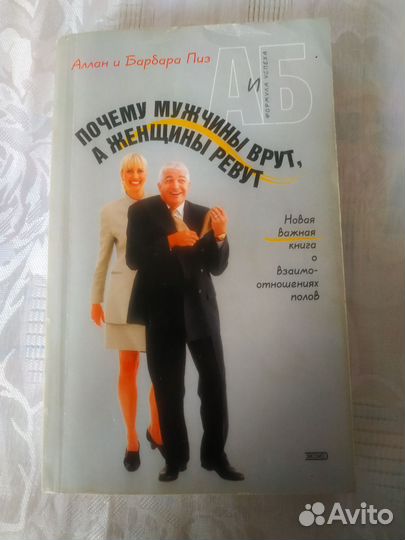 Аллан и Барбара Пиз
А и Б
ФОРМУЛА УСПЕХА
ПОЧЕМУ МУЖЧИНЫ ВРУТ,
А ЖЕНЩИНЫ РЕВУТ
Новая
важная
книга
о
взаимо-
отношениях
полов
ЭКСМО
Avito